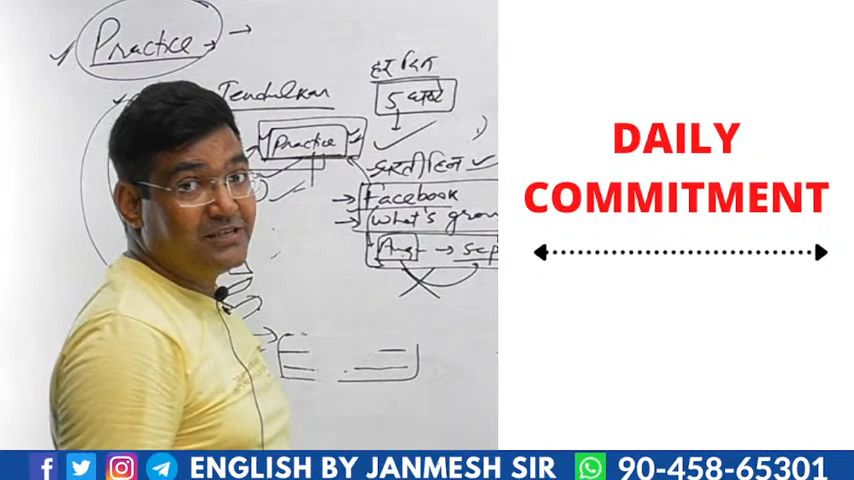 Practice
Tendulkar
हर दिन
5 घण्टे
Practice
प्रतिदिन
Facebook
What's grou
Aug → Sep
DAILY
COMMITMENT
ENGLISH BY JANMESH SIR
90-458-65301